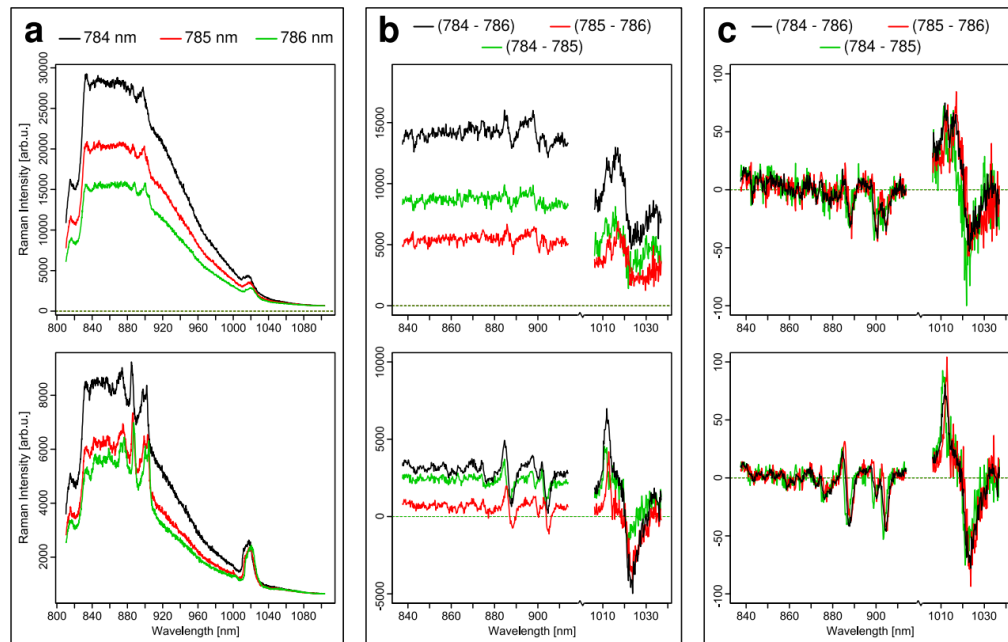 a
784 nm 785 nm 786 nm
Raman Intensity [arb.u.]
30000
25000
20000
15000
10000
5000
0
800 840 880 920 960 1000 1040 1080
Raman Intensity [arb.u.]
8000
6000
4000
2000
800 840 880 920 960 1000 1040 1080
Wavelength [nm]
b
(784 - 786) (785 - 786)
(784 - 785)
15000
10000
5000
0
840 860 880 900 1010 1030
10000
5000
0
-5000
840 860 880 900 1010 1030
Wavelength [nm]
c
(784 - 786) (785 - 786)
(784 - 785)
100
50
0
-50
-100
840 860 880 900 1010 1030
100
50
0
-50
-100
840 860 880 900 1010 1030
Wavelength [nm]